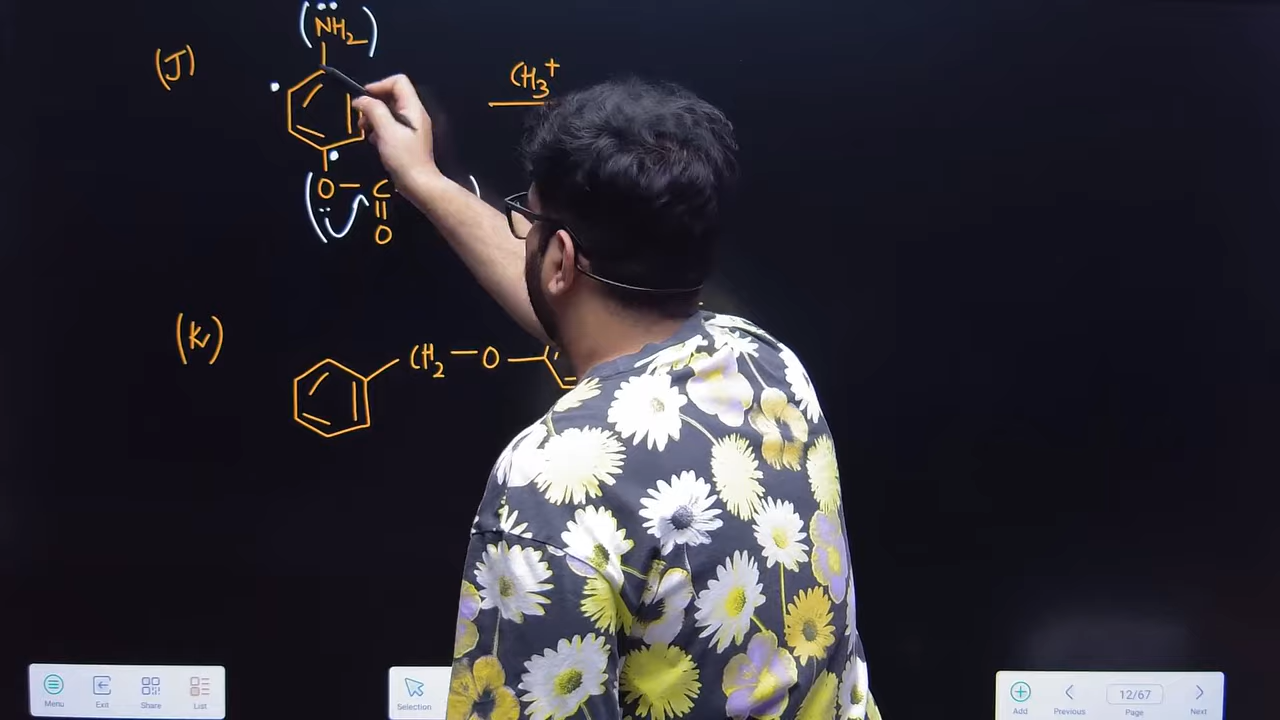 NH2
(J)
CH3+
O – C
O
(K)
CH2 – O
Menu
Exit
Share
List
Selection
Add
Previous
12/67
Page
Next